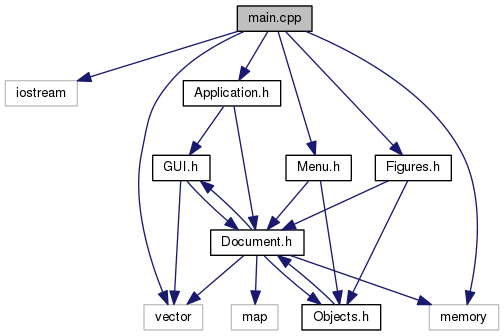 main.cpp
iostream
Application.h
GUI.h
Menu.h
Figures.h
Document.h
vector
map
Objects.h
memory